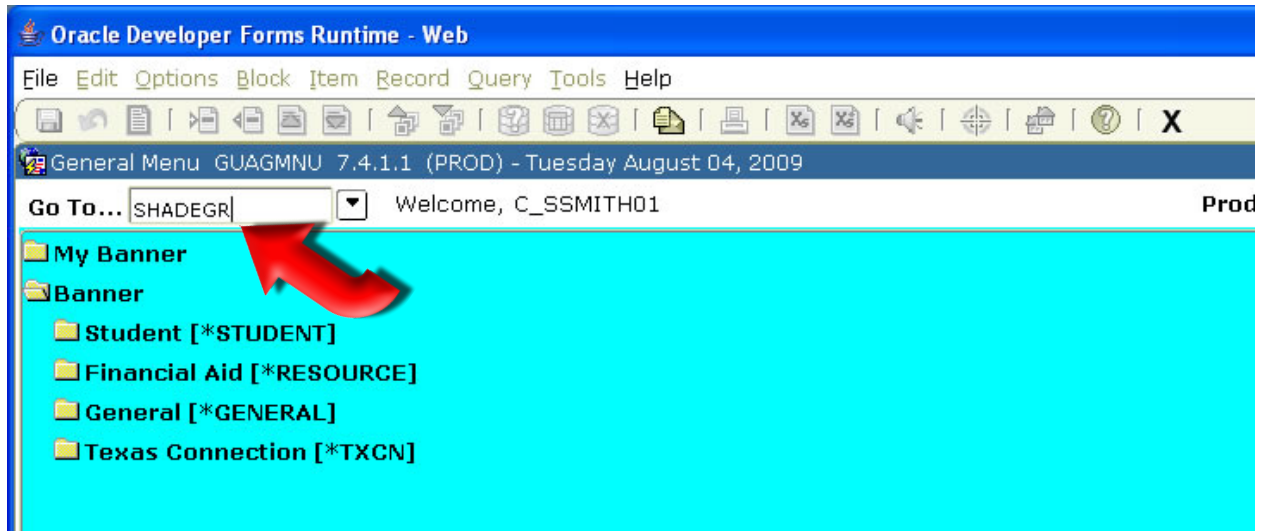 Oracle Developer Forms Runtime - Web
File Edit Options Block Item Record Query Tools Help
X
General Menu GUAGMNU 7.4.1.1 (PROD) - Tuesday August 04, 2009
Go To... SHADEGR Welcome, C_SSMITH01 Prod
My Banner
Banner
Student [*STUDENT]
Financial Aid [*RESOURCE]
General [*GENERAL]
Texas Connection [*TXCN]